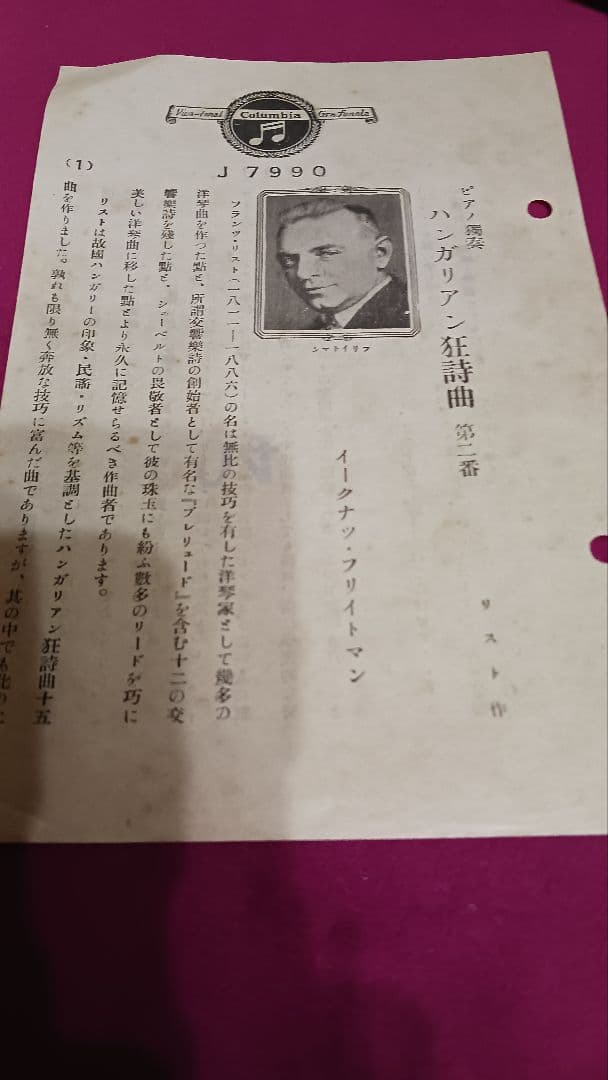 Viva-tonal Columbia Grafonola
J 7990
ピアノ獨奏
ハンガリアン狂詩曲 第二番
リスト作
イークナツ・フリイトマン
ンマトイリフ
フランツ・リスト(一八一一―一八八六)の名は無比の技巧を有した洋琴家として幾多の
洋琴曲を作つた點と、所謂交響樂詩の創始者として有名な『プレリュード』を含む十二の交
響樂詩を殘した點と、シューベルトの畏敬者として彼の珠玉にも紛ふ數多のリードを巧に
美しい洋琴曲に移した點とより永久に記憶せらるべき作曲者であります。
リストは故國ハンガリーの印象・民謠・リズム等を基調としたハンガリアン狂詩曲十五
曲を作りました。孰れも限り無く奔放な技巧に富んだ曲でありますが、其の中でも
(1)